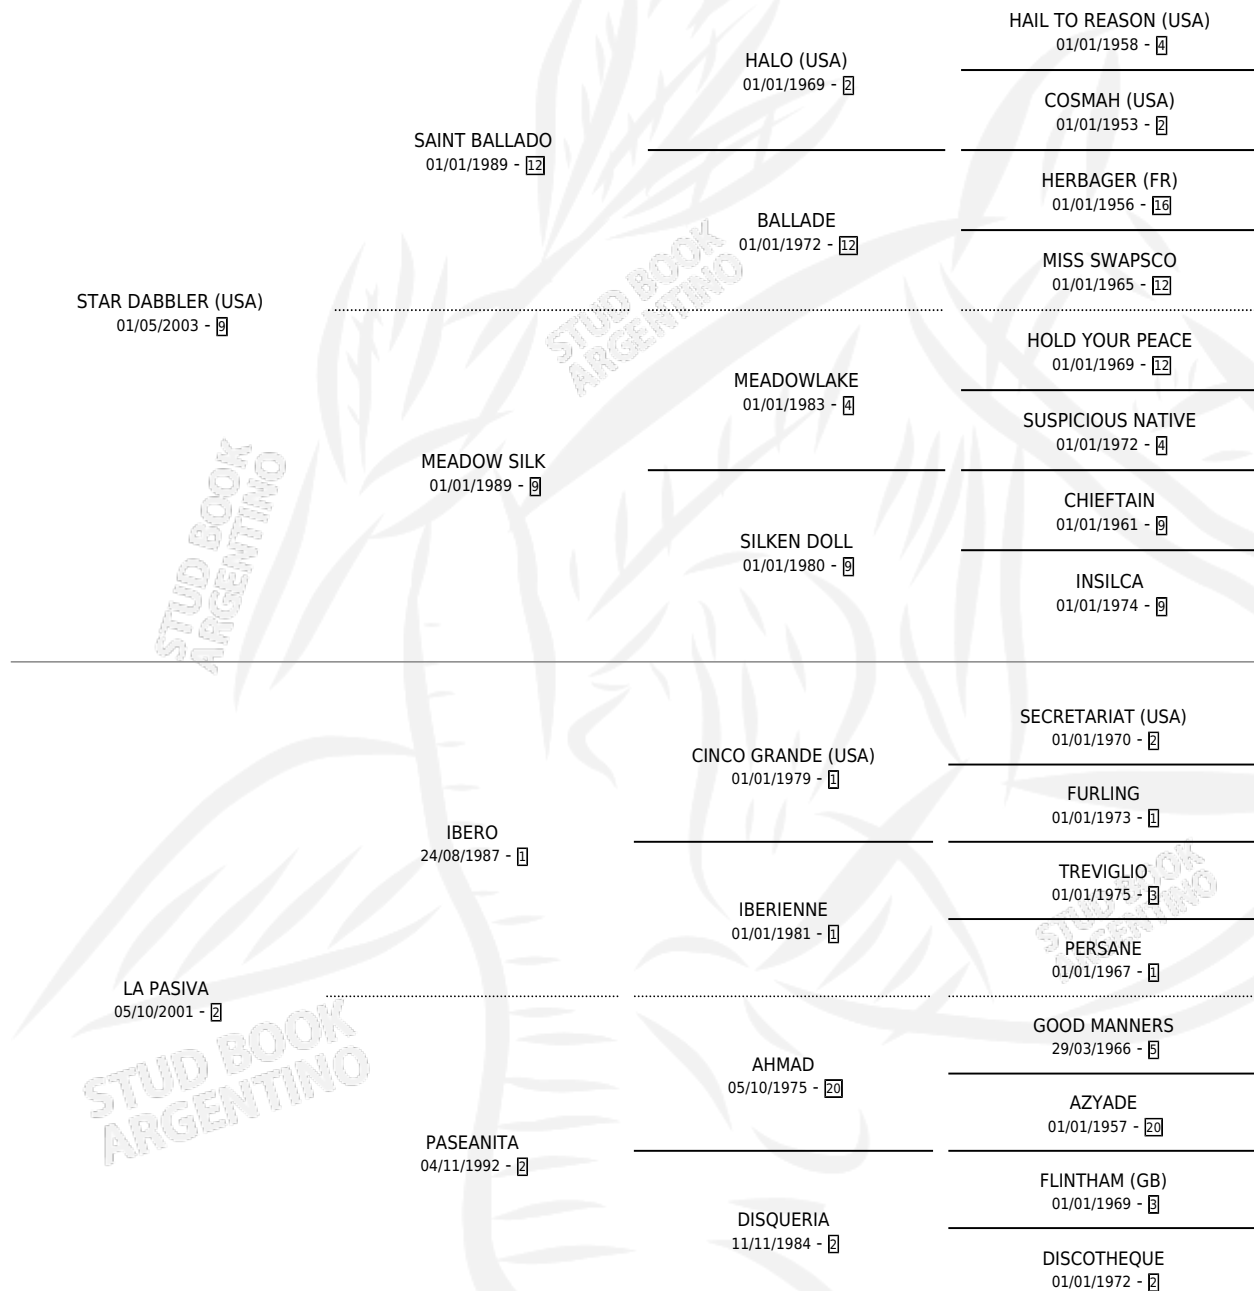 HAIL TO REASON (USA)
01/01/1958 - 4
HALO (USA)
01/01/1969 - 2
COSMAH (USA)
01/01/1953 - 2
SAINT BALLADO
01/01/1989 - 12
HERBAGER (FR)
01/01/1956 - 16
BALLADE
01/01/1972 - 12
MISS SWAPSCO
01/01/1965 - 12
STAR DABBLER (USA)
01/05/2003 - 9
STUD BOOK
ARGENTINO
HOLD YOUR PEACE
01/01/1969 - 12
MEADOWLAKE
01/01/1983 - 4
SUSPICIOUS NATIVE
01/01/1972 - 4
MEADOW SILK
01/01/1989 - 9
CHIEFTAIN
01/01/1961 - 9
SILKEN DOLL
01/01/1980 - 9
INSILCA
01/01/1974 - 9
STUD BOOK
ARGENTINO
SECRETARIAT (USA)
01/01/1970 - 2
CINCO GRANDE (USA)
01/01/1979 - 1
FURLING
01/01/1973 - 1
IBERO
24/08/1987 - 1
TREVIGLIO
01/01/1975 - 3
IBERIENNE
01/01/1981 - 1
STUD BOOK
ARGENTINO
PERSANE
01/01/1967 - 1
LA PASIVA
05/10/2001 - 2
GOOD MANNERS
29/03/1966 - 5
AHMAD
05/10/1975 - 20
STUD BOOK
ARGENTINO
AZYADE
01/01/1957 - 20
PASEANITA
04/11/1992 - 2
FLINTHAM (GB)
01/01/1969 - 3
DISQUERIA
11/11/1984 - 2
DISCOTHEQUE
01/01/1972 - 2